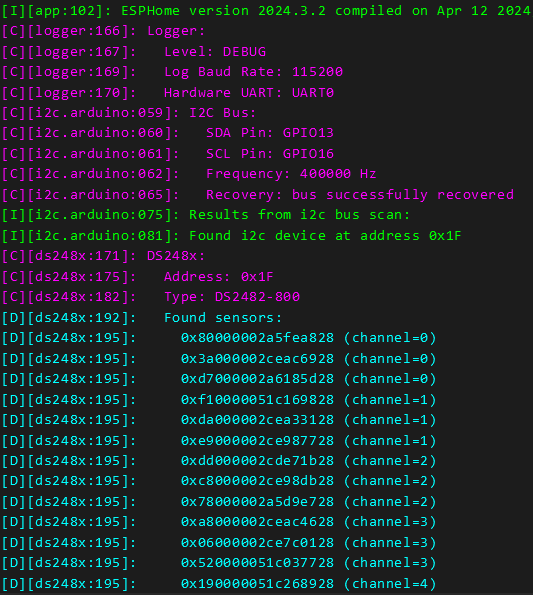 [I][app:102]: ESPHome version 2024.3.2 compiled on Apr 12 2024
[C][logger:166]: Logger:
[C][logger:167]:   Level: DEBUG
[C][logger:169]:   Log Baud Rate: 115200
[C][logger:170]:   Hardware UART: UART0
[C][i2c.arduino:059]: I2C Bus:
[C][i2c.arduino:060]:   SDA Pin: GPIO13
[C][i2c.arduino:061]:   SCL Pin: GPIO16
[C][i2c.arduino:062]:   Frequency: 400000 Hz
[C][i2c.arduino:065]:   Recovery: bus successfully recovered
[I][i2c.arduino:075]: Results from i2c bus scan:
[I][i2c.arduino:081]: Found i2c device at address 0x1F
[C][ds248x:171]: DS248x:
[C][ds248x:175]:   Address: 0x1F
[C][ds248x:182]:   Type: DS2482-800
[D][ds248x:192]:   Found sensors:
[D][ds248x:195]:     0x80000002a5fea828 (channel=0)
[D][ds248x:195]:     0x3a000002ceac6928 (channel=0)
[D][ds248x:195]:     0xd7000002a6185d28 (channel=0)
[D][ds248x:195]:     0xf10000051c169828 (channel=1)
[D][ds248x:195]:     0xda000002cea33128 (channel=1)
[D][ds248x:195]:     0xe9000002ce987728 (channel=1)
[D][ds248x:195]:     0xdd000002cde71b28 (channel=2)
[D][ds248x:195]:     0xc8000002ce98db28 (channel=2)
[D][ds248x:195]:     0x78000002a5d9e728 (channel=2)
[D][ds248x:195]:     0xa8000002ceac4628 (channel=3)
[D][ds248x:195]:     0x06000002ce7c0128 (channel=3)
[D][ds248x:195]:     0x520000051c037728 (channel=3)
[D][ds248x:195]:     0x190000051c268928 (channel=4)